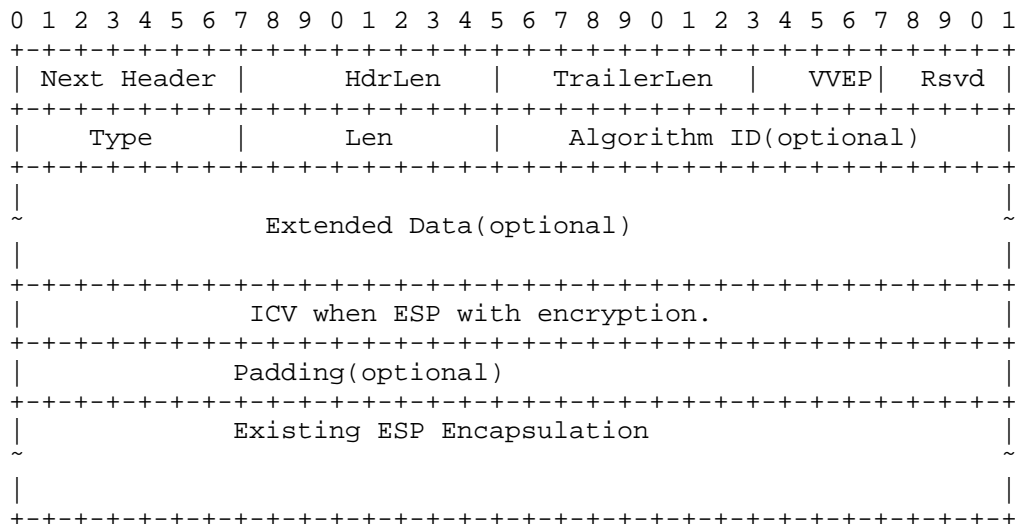 0 1 2 3 4 5 6 7 8 9 0 1 2 3 4 5 6 7 8 9 0 1 2 3 4 5 6 7 8 9 0 1
+-+-+-+-+-+-+-+-+-+-+-+-+-+-+-+-+-+-+-+-+-+-+-+-+-+-+-+-+-+-+-+
| Next Header |      HdrLen   |   TrailerLen  |   VVEP|  Rsvd |
+-+-+-+-+-+-+-+-+-+-+-+-+-+-+-+-+-+-+-+-+-+-+-+-+-+-+-+-+-+-+-+
|    Type     |      Len      |    Algorithm ID(optional)     |
+-+-+-+-+-+-+-+-+-+-+-+-+-+-+-+-+-+-+-+-+-+-+-+-+-+-+-+-+-+-+-+
|                                                             |
~               Extended Data(optional)                       ~
|                                                             |
+-+-+-+-+-+-+-+-+-+-+-+-+-+-+-+-+-+-+-+-+-+-+-+-+-+-+-+-+-+-+-+
|              ICV when ESP with encryption.                  |
+-+-+-+-+-+-+-+-+-+-+-+-+-+-+-+-+-+-+-+-+-+-+-+-+-+-+-+-+-+-+-+
|             Padding(optional)                               |
+-+-+-+-+-+-+-+-+-+-+-+-+-+-+-+-+-+-+-+-+-+-+-+-+-+-+-+-+-+-+-+
|             Existing ESP Encapsulation                      |
~                                                             ~
|                                                             |
+-+-+-+-+-+-+-+-+-+-+-+-+-+-+-+-+-+-+-+-+-+-+-+-+-+-+-+-+-+-+-+